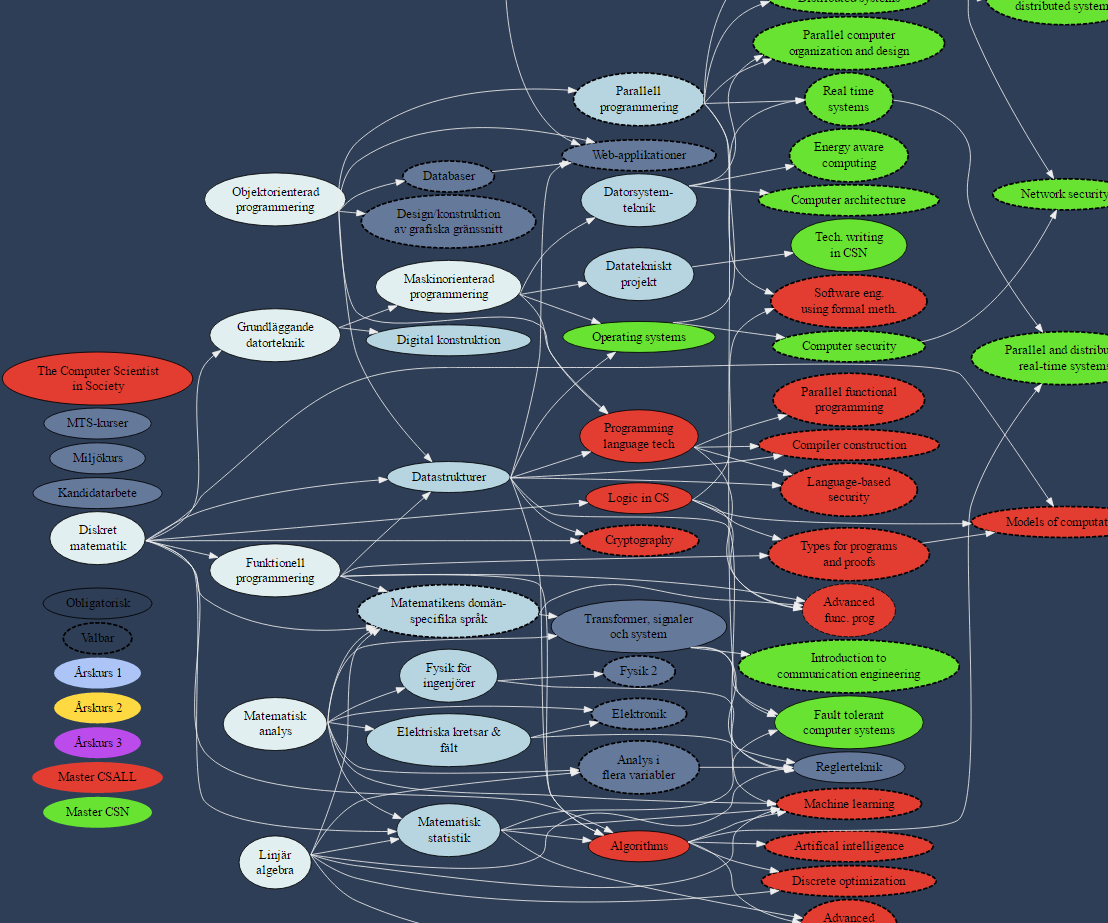 Distributed systems
distributed system
Parallel computer
organization and design
Parallell
programmering
Real time
systems
Web-applikationer
Energy aware
computing
Databaser
Objektorienterad
programmering
Datorsystem-
teknik
Computer architecture
Network security
Design/konstruktion
av grafiska gränssnitt
Tech. writing
in CSN
Maskinorienterad
programmering
Datatekniskt
projekt
Software eng.
using formal meth.
Grundläggande
datorteknik
Digital konstruktion
Operating systems
Computer security
Parallel and distribu
real-time systems
The Computer Scientist
in Society
Parallel functional
programming
MTS-kurser
Programming
language tech
Compiler construction
Miljökurs
Datastrukturer
Language-based
security
Kandidatarbete
Logic in CS
Models of computat
Diskret
matematik
Cryptography
Types for programs
and proofs
Funktionell
programmering
Obligatorisk
Matematikens domän-
specifika språk
Advanced
func. prog
Valbar
Transformer, signaler
och system
Introduction to
communication engineering
Årskurs 1
Fysik för
ingenjörer
Fysik 2
Årskurs 2
Matematisk
analys
Elektronik
Fault tolerant
computer systems
Årskurs 3
Elektriska kretsar &
fält
Analys i
flera variabler
Reglerteknik
Master CSALL
Machine learning
Master CSN
Matematisk
statistik
Algorithms
Artifical intelligence
Linjär
algebra
Discrete optimization
Advanced